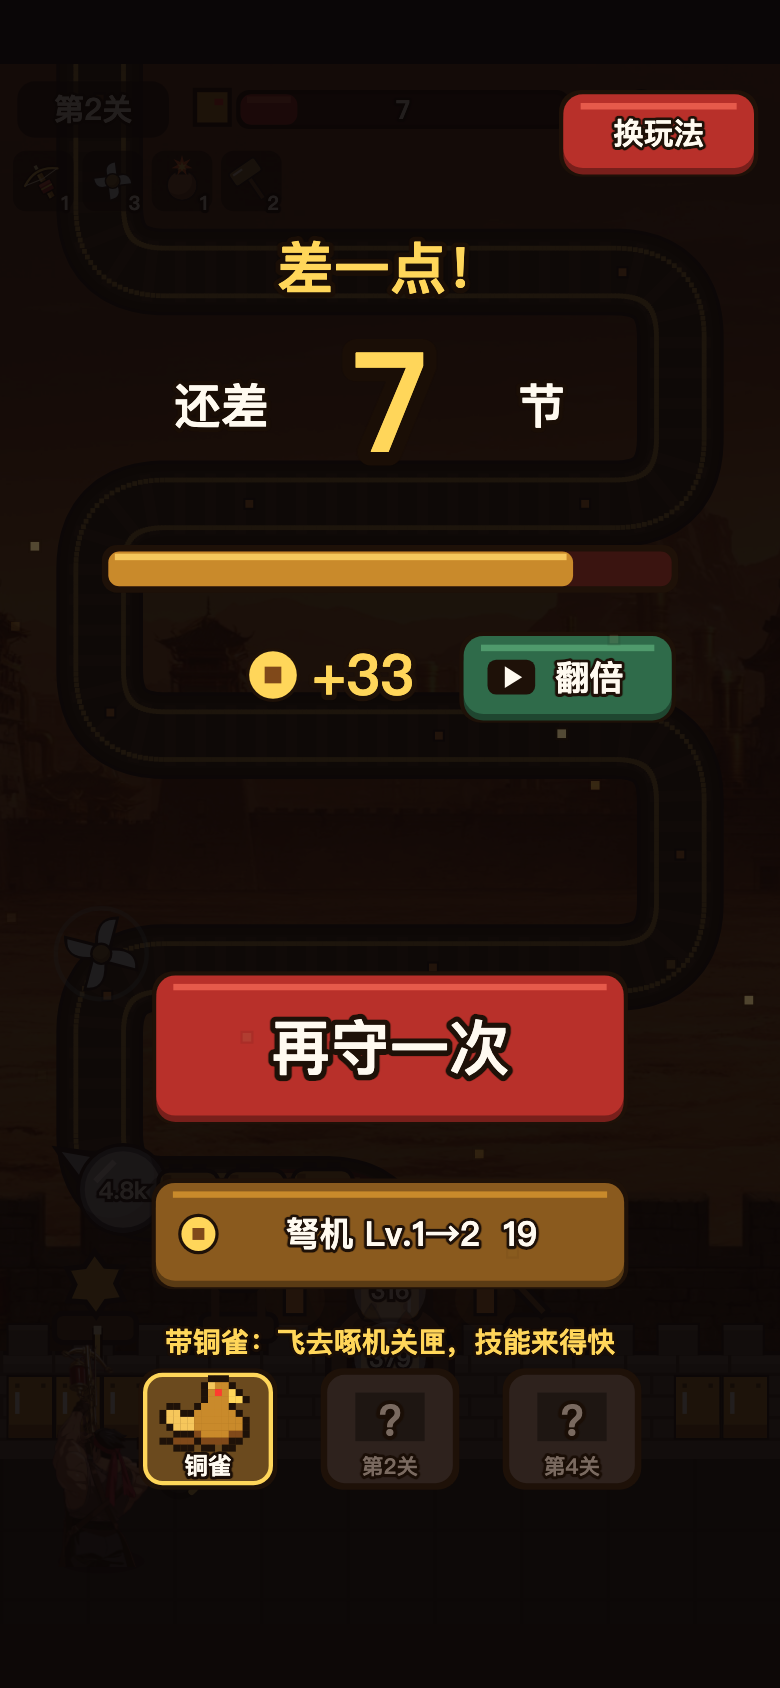 第2关
7
换玩法
1
3
1
2
差一点!
还差 7 节
+33
翻倍
再守一次
4.8k
弩机 Lv.1→2 19
316
379
带铜雀：飞去啄机关匣，技能来得快
?
?
铜雀
第2关
第4关